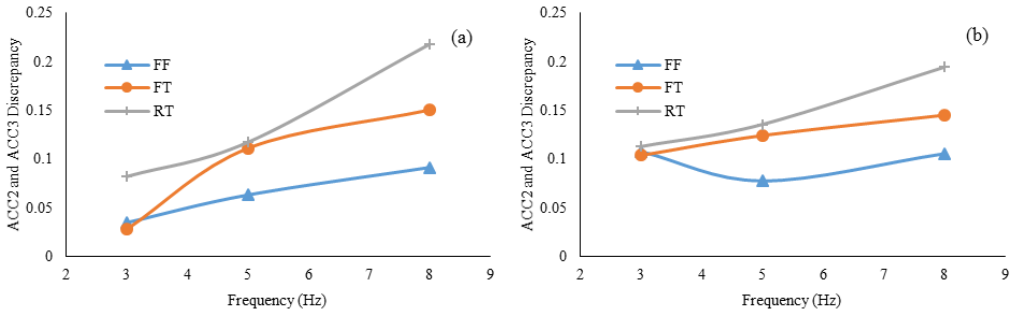 ACC2 and ACC3 Discrepancy
0.25
0.2
0.15
0.1
0.05
0
2
3
4
5
6
7
8
9
Frequency (Hz)
FF
FT
RT
(a)
ACC2 and ACC3 Discrepancy
0.25
0.2
0.15
0.1
0.05
0
2
3
4
5
6
7
8
9
Frequency (Hz)
FF
FT
RT
(b)